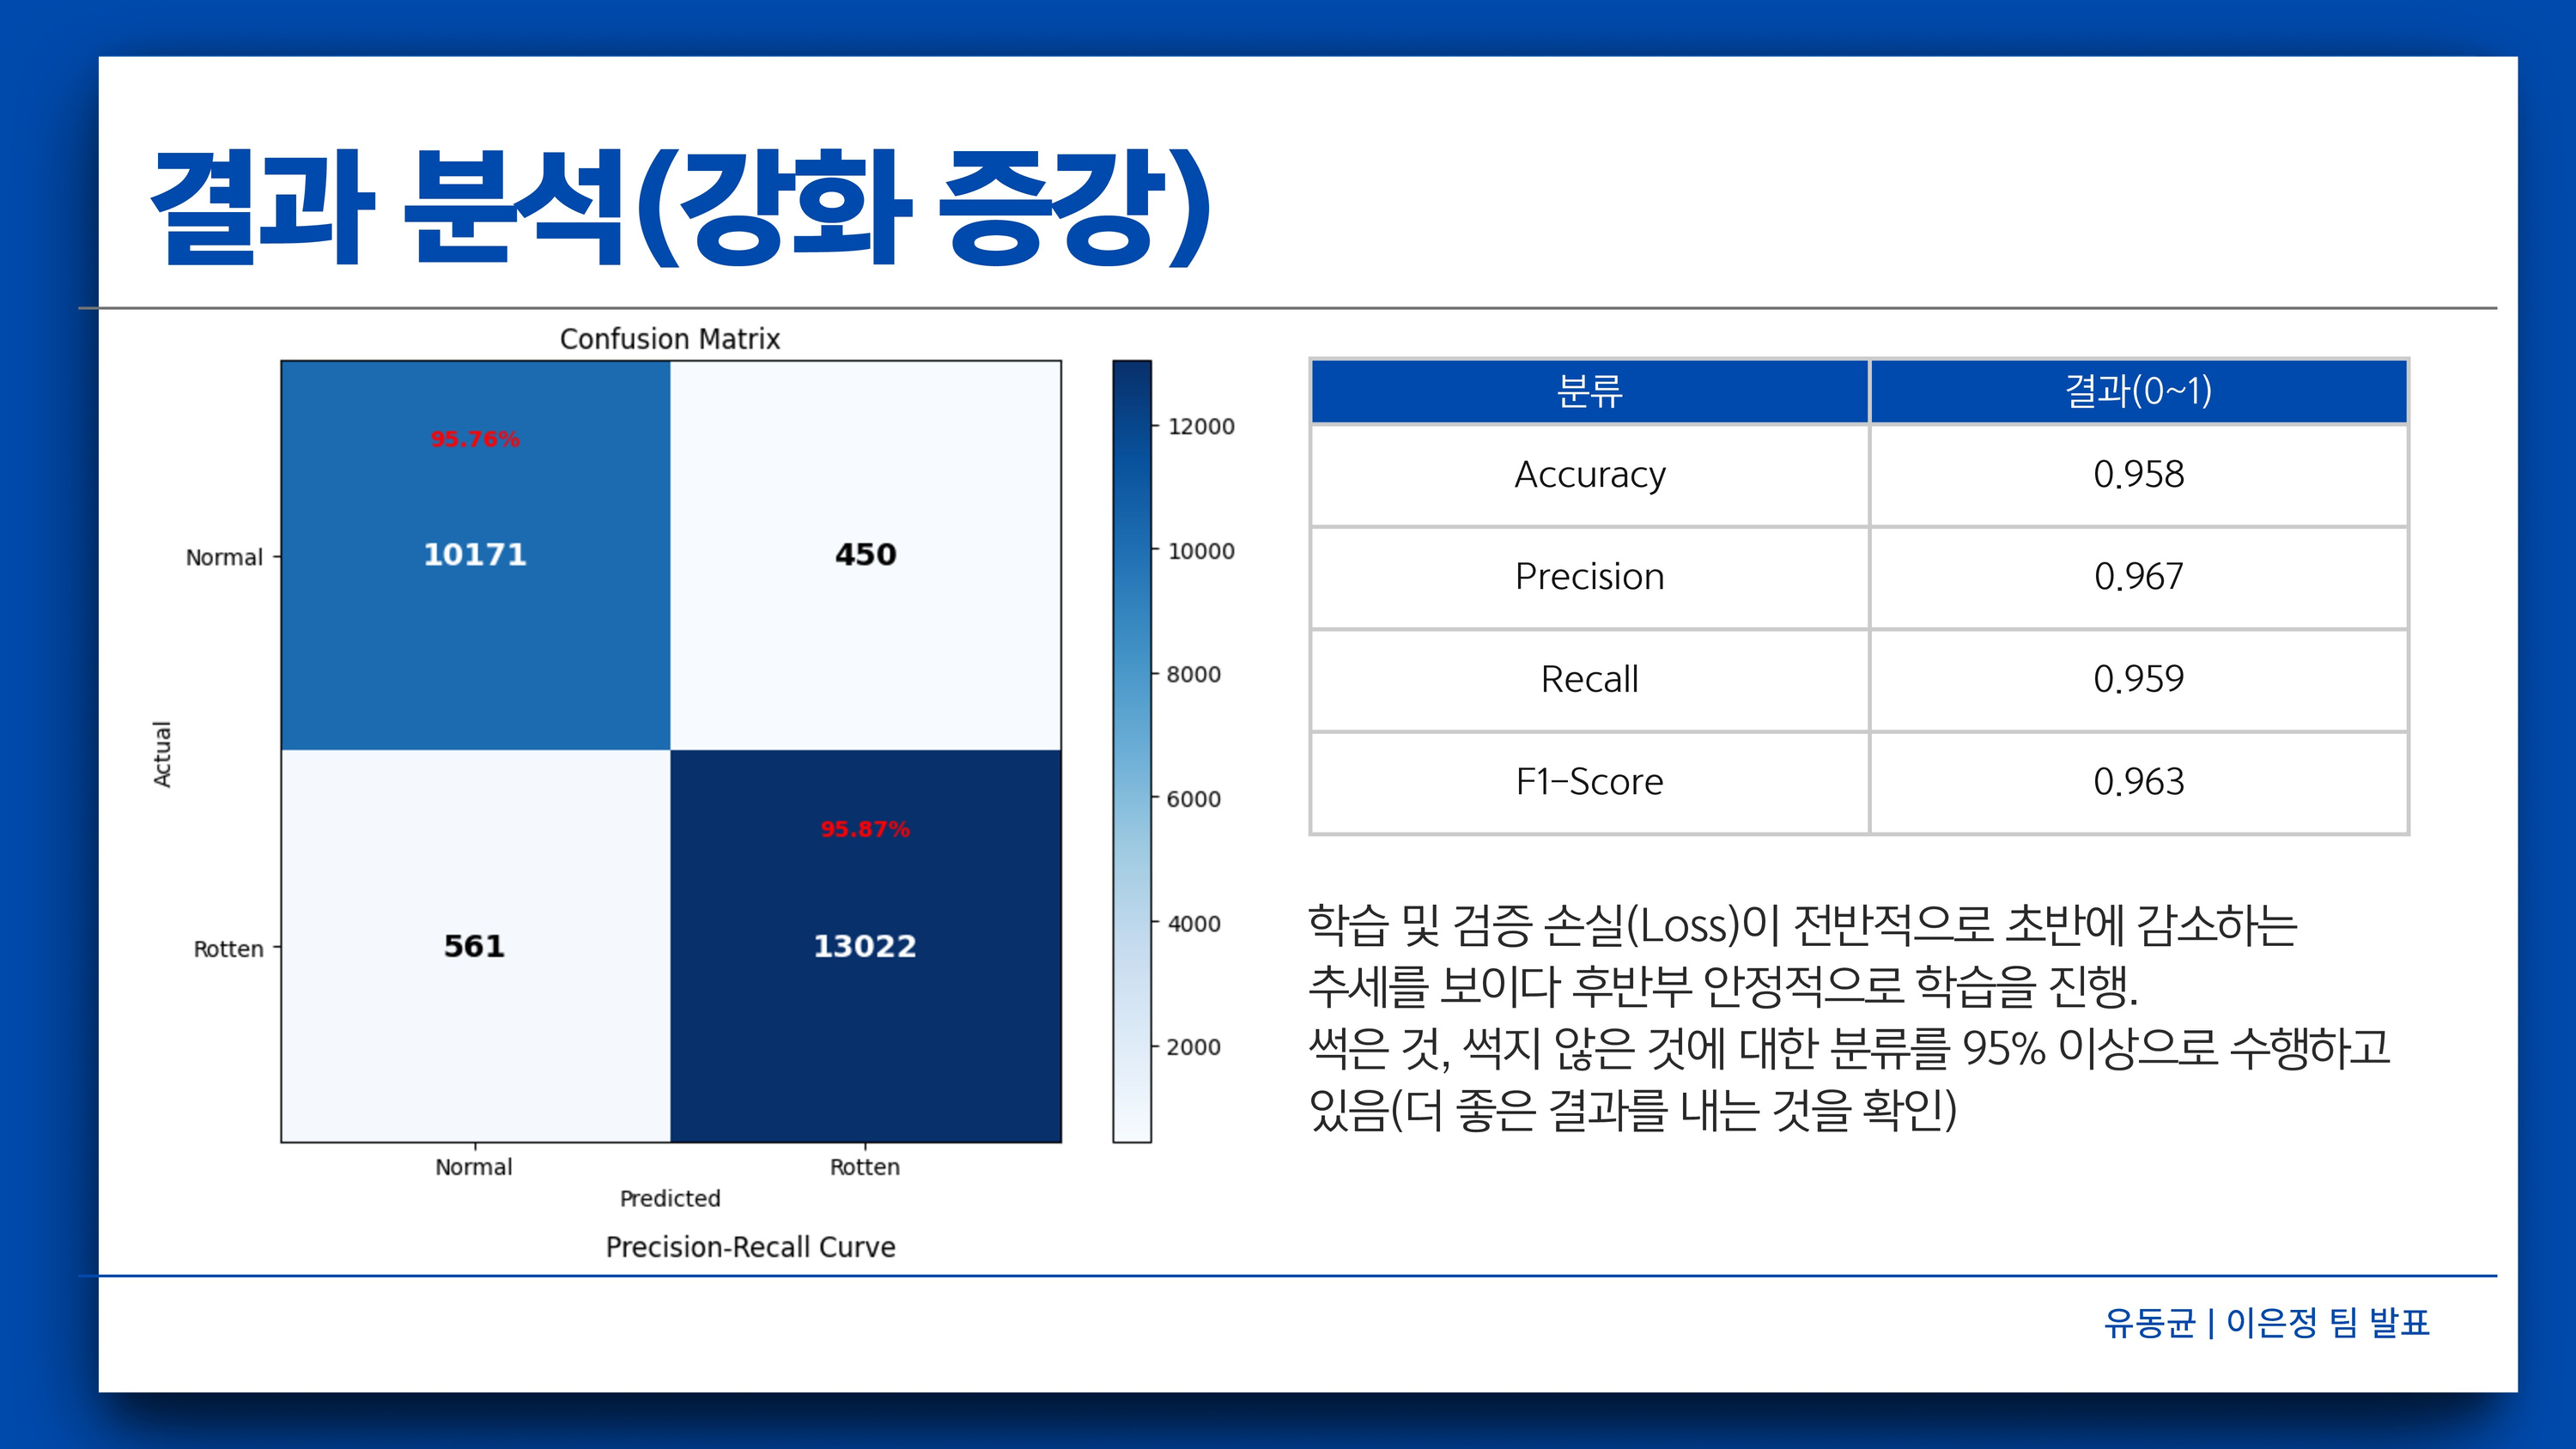 결과 분석(강화 증강)
Confusion Matrix
95.76%
10171
450
561
95.87%
13022
Normal
Rotten
Actual
Normal
Rotten
Predicted
12000
10000
8000
6000
4000
2000
Precision-Recall Curve
분류 결과(0~1)
Accuracy 0.958
Precision 0.967
Recall 0.959
F1-Score 0.963
학습 및 검증 손실(Loss)이 전반적으로 초반에 감소하는
추세를 보이다 후반부 안정적으로 학습을 진행.
썩은 것, 썩지 않은 것에 대한 분류를 95% 이상으로 수행하고
있음(더 좋은 결과를 내는 것을 확인)
유동균 | 이은정 팀 발표